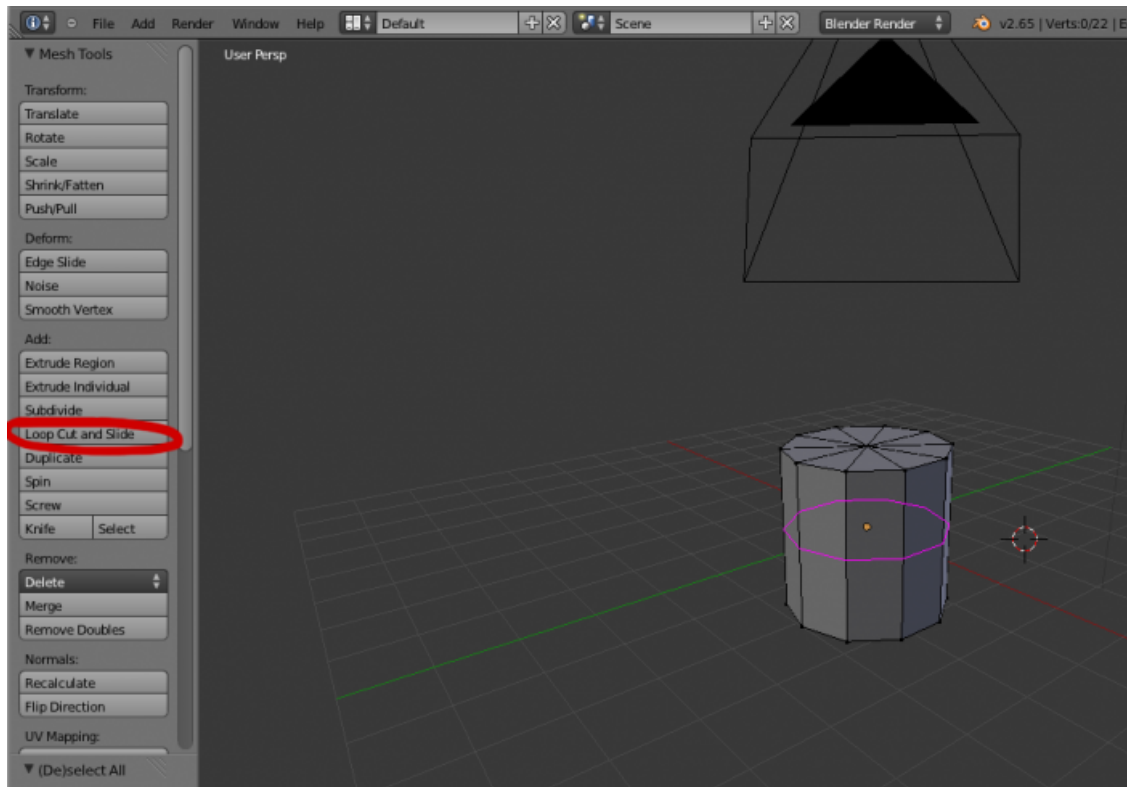 File Add Render Window Help Default Scene Blender Render v2.65 | Verts:0/22 | E
Mesh Tools
User Persp
Transform:
Translate
Rotate
Scale
Shrink/Fatten
Push/Pull
Deform:
Edge Slide
Noise
Smooth Vertex
Add:
Extrude Region
Extrude Individual
Subdivide
Loop Cut and Slide
Duplicate
Spin
Screw
Knife Select
Remove:
Delete
Merge
Remove Doubles
Normals:
Recalculate
Flip Direction
UV Mapping:
(De)select All